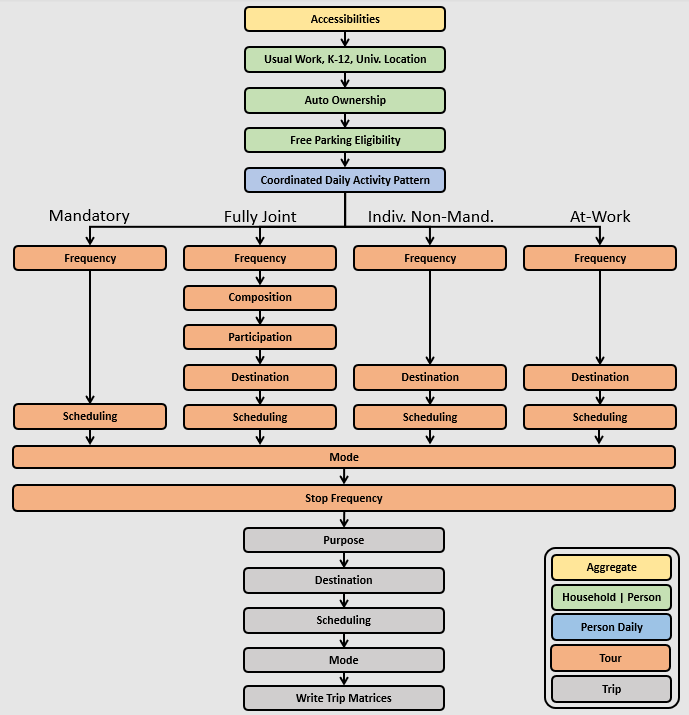 Accessibilities
Usual Work, K-12, Univ. Location
Auto Ownership
Free Parking Eligibility
Coordinated Daily Activity Pattern
Mandatory
Fully Joint
Indiv. Non-Mand.
At-Work
Frequency
Frequency
Frequency
Frequency
Composition
Participation
Destination
Destination
Destination
Scheduling
Scheduling
Scheduling
Scheduling
Mode
Stop Frequency
Purpose
Destination
Scheduling
Mode
Write Trip Matrices
Aggregate
Household | Person
Person Daily
Tour
Trip